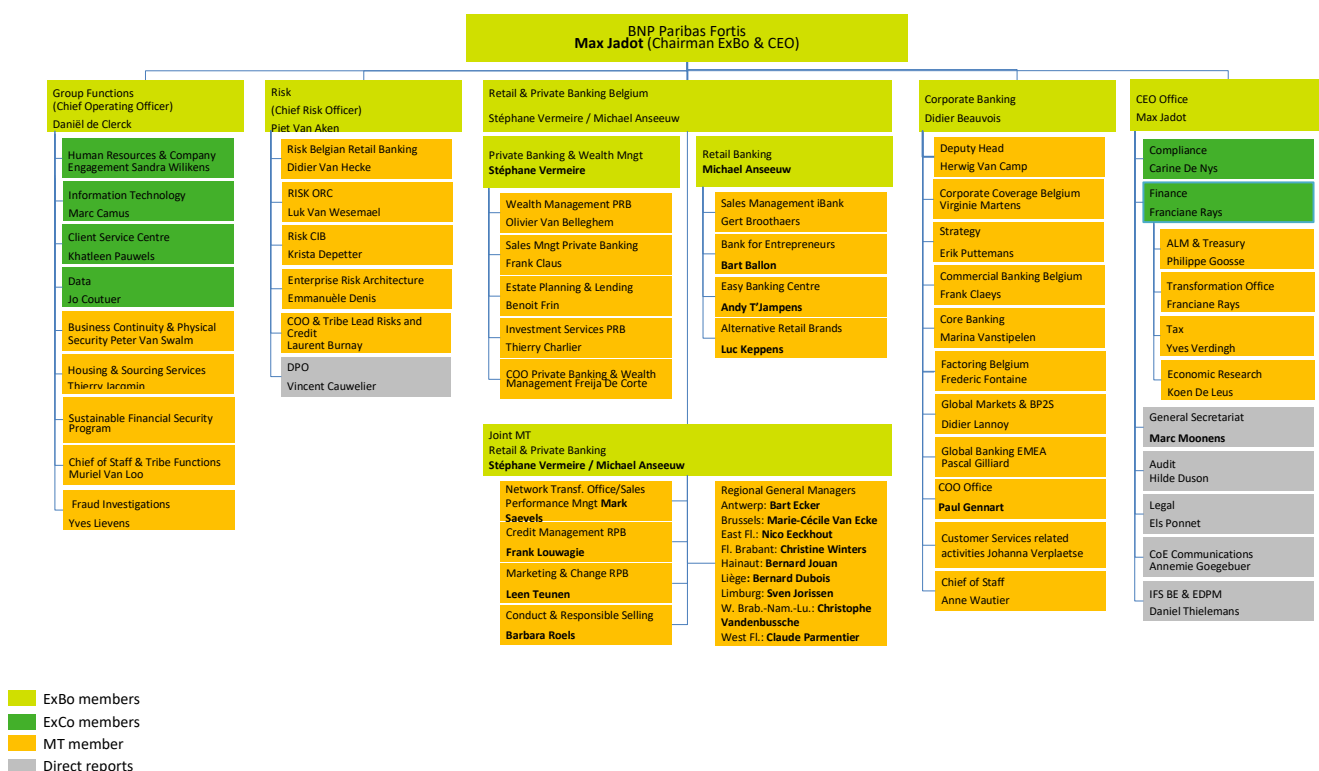 BNP Paribas Fortis
Max Jadot (Chairman ExBo & CEO)
Group Functions
(Chief Operating Officer)
Daniël de Clerck
Human Resources & Company
Engagement Sandra Wilikens
Information Technology
Marc Camus
Client Service Centre
Khatleen Pauwels
Data
Jo Coutuer
Business Continuity & Physical
Security Peter Van Swalm
Housing & Sourcing Services
Thierry Jacqmin
Sustainable Financial Security
Program
Chief of Staff & Tribe Functions
Muriel Van Loo
Fraud Investigations
Yves Lievens
Risk
(Chief Risk Officer)
Piet Van Aken
Risk Belgian Retail Banking
Didier Van Hecke
RISK ORC
Luk Van Wesemael
Risk CIB
Krista Depetter
Enterprise Risk Architecture
Emmanuèle Denis
COO & Tribe Lead Risks and
Credit
Laurent Burnay
DPO
Vincent Cauwelier
Retail & Private Banking Belgium
Stéphane Vermeire / Michael Anseeuw
Private Banking & Wealth Mngt
Stéphane Vermeire
Wealth Management PRB
Olivier Van Belleghem
Sales Mngt Private Banking
Frank Claus
Estate Planning & Lending
Benoit Frin
Investment Services PRB
Thierry Charlier
COO Private Banking & Wealth
Management Freija De Corte
Retail Banking
Michael Anseeuw
Sales Management iBank
Gert Broothaers
Bank for Entrepreneurs
Bart Ballon
Easy Banking Centre
Andy T’Jampens
Alternative Retail Brands
Luc Keppens
Joint MT
Retail & Private Banking
Stéphane Vermeire / Michael Anseeuw
Network Transf. Office/Sales
Performance Mngt Mark
Saevels
Credit Management RPB
Frank Louwagie
Marketing & Change RPB
Leen Teunen
Conduct & Responsible Selling
Barbara Roels
Regional General Managers
Antwerp: Bart Ecker
Brussels: Marie-Cécile Van Ecke
East Fl.: Nico Eeckhout
Fl. Brabant: Christine Winters
Hainaut: Bernard Jouan
Liège: Bernard Dubois
Limburg: Sven Jorissen
W. Brab.-Nam.-Lu.: Christophe
Vandenbussche
West Fl.: Claude Parmentier
Corporate Banking
Didier Beauvois
Deputy Head
Herwig Van Camp
Corporate Coverage Belgium
Virginie Martens
Strategy
Erik Puttemans
Commercial Banking Belgium
Frank Claeys
Core Banking
Marina Vanstipelen
Factoring Belgium
Frederic Fontaine
Global Markets & BP2S
Didier Lannoy
Global Banking EMEA
Pascal Gilliard
COO Office
Paul Gennart
Customer Services related
activities Johanna Verplaetse
Chief of Staff
Anne Wautier
CEO Office
Max Jadot
Compliance
Carine De Nys
Finance
Franciane Rays
ALM & Treasury
Philippe Goosse
Transformation Office
Franciane Rays
Tax
Yves Verdingh
Economic Research
Koen De Leus
General Secretariat
Marc Moonens
Audit
Hilde Duson
Legal
Els Ponnet
CoE Communications
Annemie Goegebuer
IFS BE & EDPM
Daniel Thielemans
ExBo members
ExCo members
MT member
Direct reports